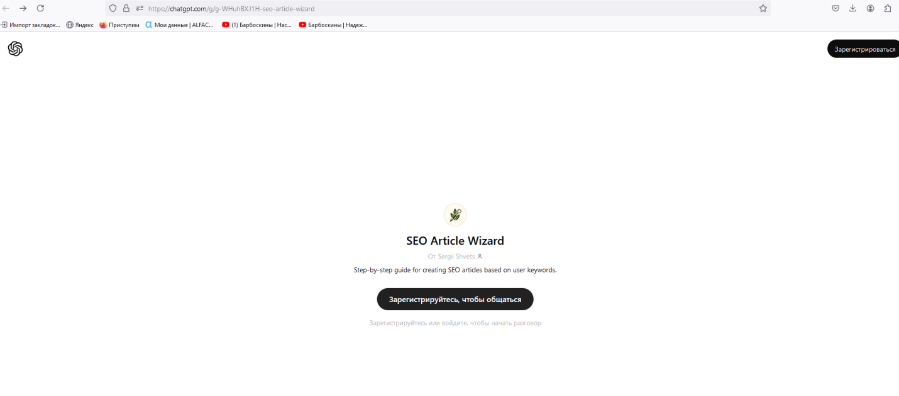 https://chatgpt.com/g/g-WHuhBXJ1H-seo-article-wizard
Импорт закладок... Яндекс Приступим Мои данные | ALFAC... (1) Барбоскины | Нас... Барбоскины | Надеж...
Зарегистрироваться
SEO Article Wizard
От Sergii Shvets
Step-by-step guide for creating SEO articles based on user keywords.
Зарегистрируйтесь, чтобы общаться
Зарегистрируйтесь или войдите, чтобы начать разговор